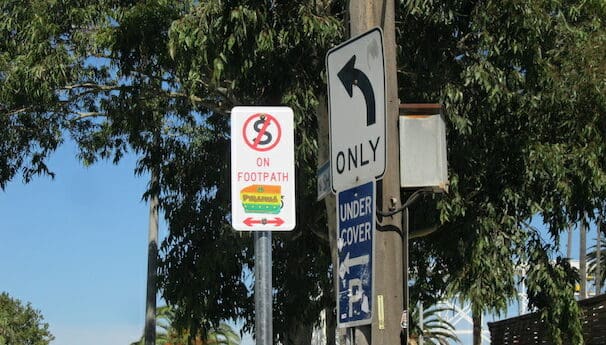 S
ON
FOOTPATH
PIRANHA
ONLY
UNDER
COVER
P